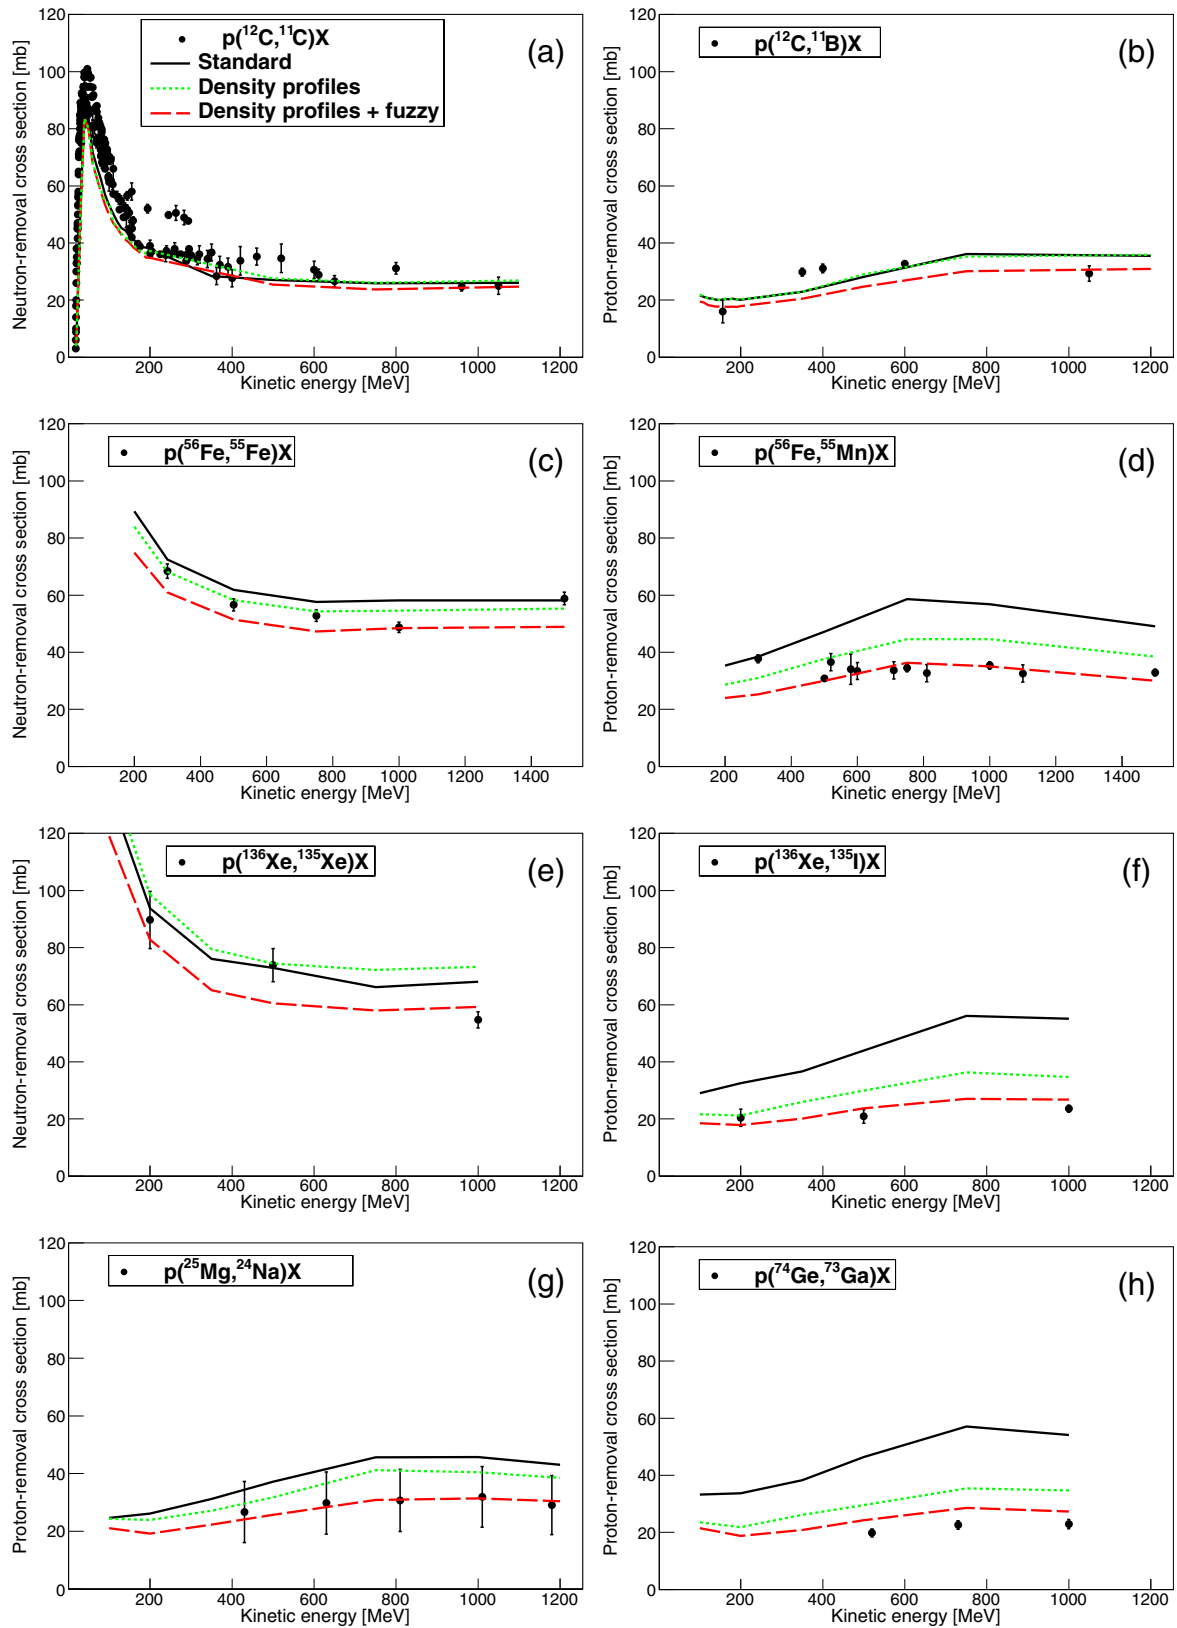 120
100
80
60
40
20
0
Neutron-removal cross section [mb]
p(¹²C,¹¹C)X
Standard
Density profiles
Density profiles + fuzzy
(a)
200 400 600 800 1000 1200
Kinetic energy [MeV]
120
100
80
60
40
20
0
Proton-removal cross section [mb]
p(¹²C,¹¹B)X
(b)
200 400 600 800 1000 1200
Kinetic energy [MeV]
120
100
80
60
40
20
0
Neutron-removal cross section [mb]
p(⁵⁶Fe,⁵⁵Fe)X
(c)
200 400 600 800 1000 1200 1400
Kinetic energy [MeV]
120
100
80
60
40
20
0
Proton-removal cross section [mb]
p(⁵⁶Fe,⁵⁵Mn)X
(d)
200 400 600 800 1000 1200 1400
Kinetic energy [MeV]
120
100
80
60
40
20
0
Neutron-removal cross section [mb]
p(¹³⁶Xe,¹³⁵Xe)X
(e)
200 400 600 800 1000 1200
Kinetic energy [MeV]
120
100
80
60
40
20
0
Proton-removal cross section [mb]
p(¹³⁶Xe,¹³⁵I)X
(f)
200 400 600 800 1000 1200
Kinetic energy [MeV]
120
100
80
60
40
20
0
Proton-removal cross section [mb]
p(²⁵Mg,²⁴Na)X
(g)
200 400 600 800 1000 1200
Kinetic energy [MeV]
120
100
80
60
40
20
0
Proton-removal cross section [mb]
p(⁷⁴Ge,⁷³Ga)X
(h)
200 400 600 800 1000 1200
Kinetic energy [MeV]